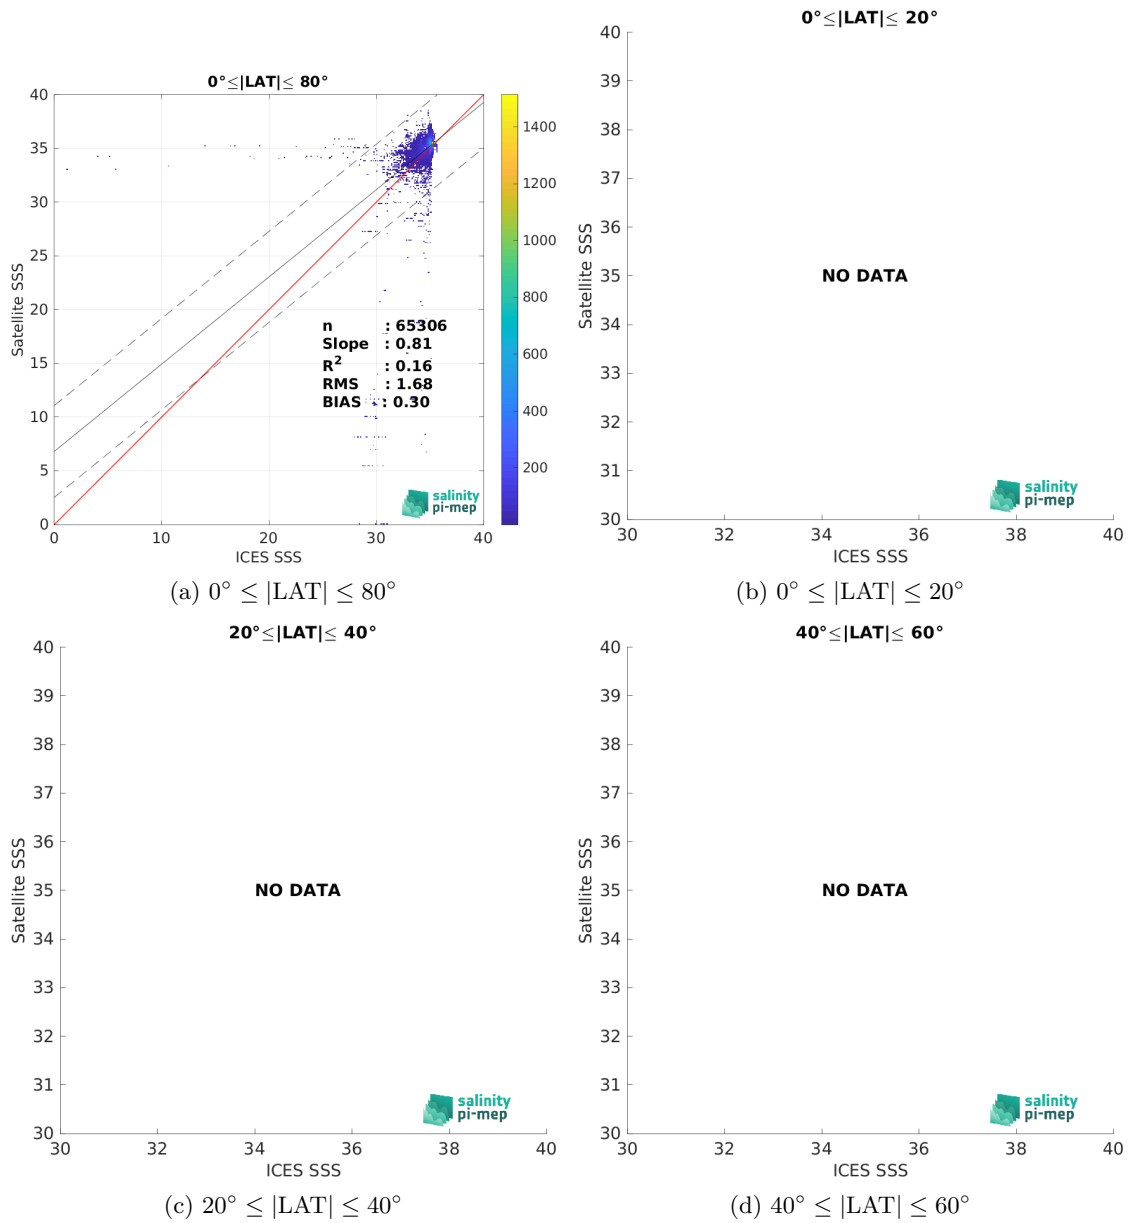 0°≤|LAT|≤ 80°
40
35
30
25
20
15
10
5
0
Satellite SSS
0
10
20
30
40
ICES SSS
n : 65306
Slope : 0.81
R² : 0.16
RMS : 1.68
BIAS : 0.30
salinity
pi-mep
1400
1200
1000
800
600
400
200
(a) 0° ≤ |LAT| ≤ 80°
0°≤|LAT|≤ 20°
40
39
38
37
36
35
34
33
32
31
30
Satellite SSS
NO DATA
salinity
pi-mep
30
32
34
36
38
40
ICES SSS
(b) 0° ≤ |LAT| ≤ 20°
20°≤|LAT|≤ 40°
40
39
38
37
36
35
34
33
32
31
30
Satellite SSS
NO DATA
salinity
pi-mep
30
32
34
36
38
40
ICES SSS
(c) 20° ≤ |LAT| ≤ 40°
40°≤|LAT|≤ 60°
40
39
38
37
36
35
34
33
32
31
30
Satellite SSS
NO DATA
salinity
pi-mep
30
32
34
36
38
40
ICES SSS
(d) 40° ≤ |LAT| ≤ 60°